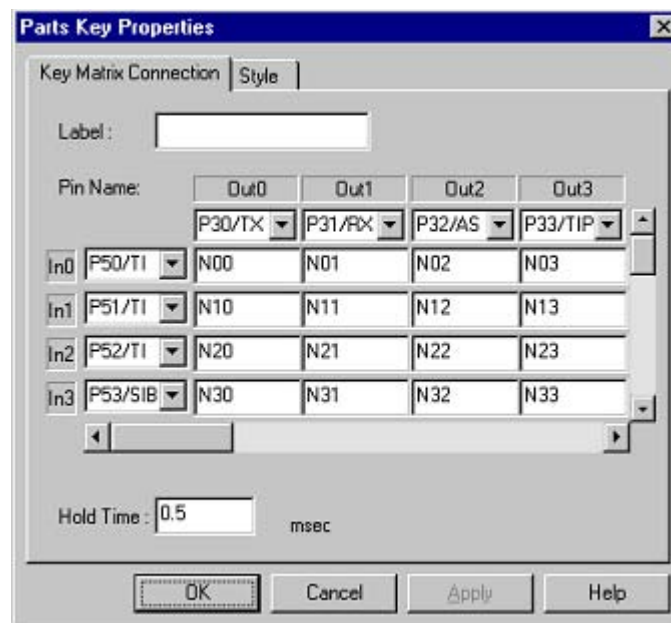 Parts Key Properties
Key Matrix Connection Style
Label :
Pin Name: Out0 Out1 Out2 Out3
P30/TX P31/RX P32/AS P33/TIP
In0 P50/TI N00 N01 N02 N03
In1 P51/TI N10 N11 N12 N13
In2 P52/TI N20 N21 N22 N23
In3 P53/SIB N30 N31 N32 N33
Hold Time : 0.5 msec
OK Cancel Apply Help